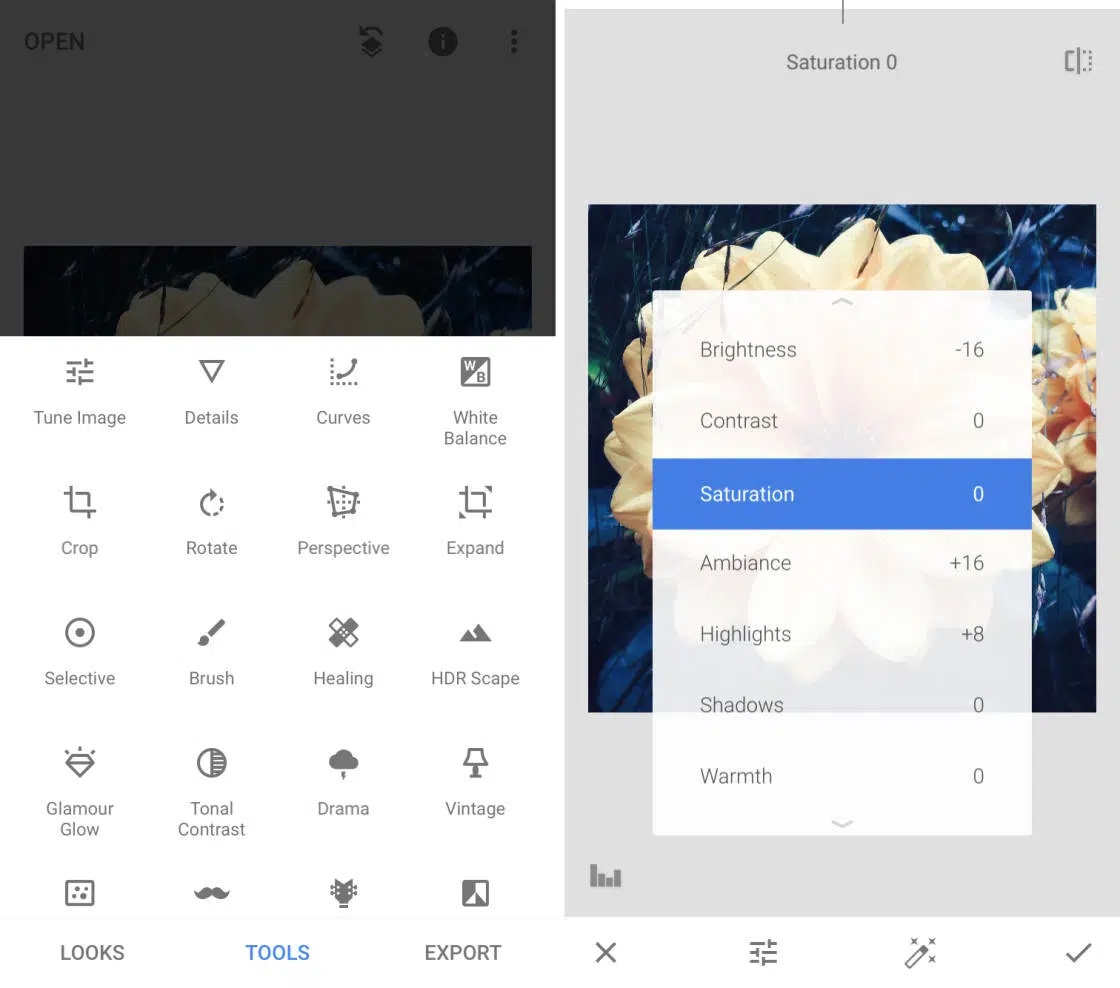 OPEN
Tune Image
Details
Curves
White
Balance
Crop
Rotate
Perspective
Expand
Selective
Brush
Healing
HDR Scape
Glamour
Glow
Tonal
Contrast
Drama
Vintage
LOOKS
TOOLS
EXPORT
Saturation 0
Brightness -16
Contrast 0
Saturation 0
Ambiance +16
Highlights +8
Shadows 0
Warmth 0